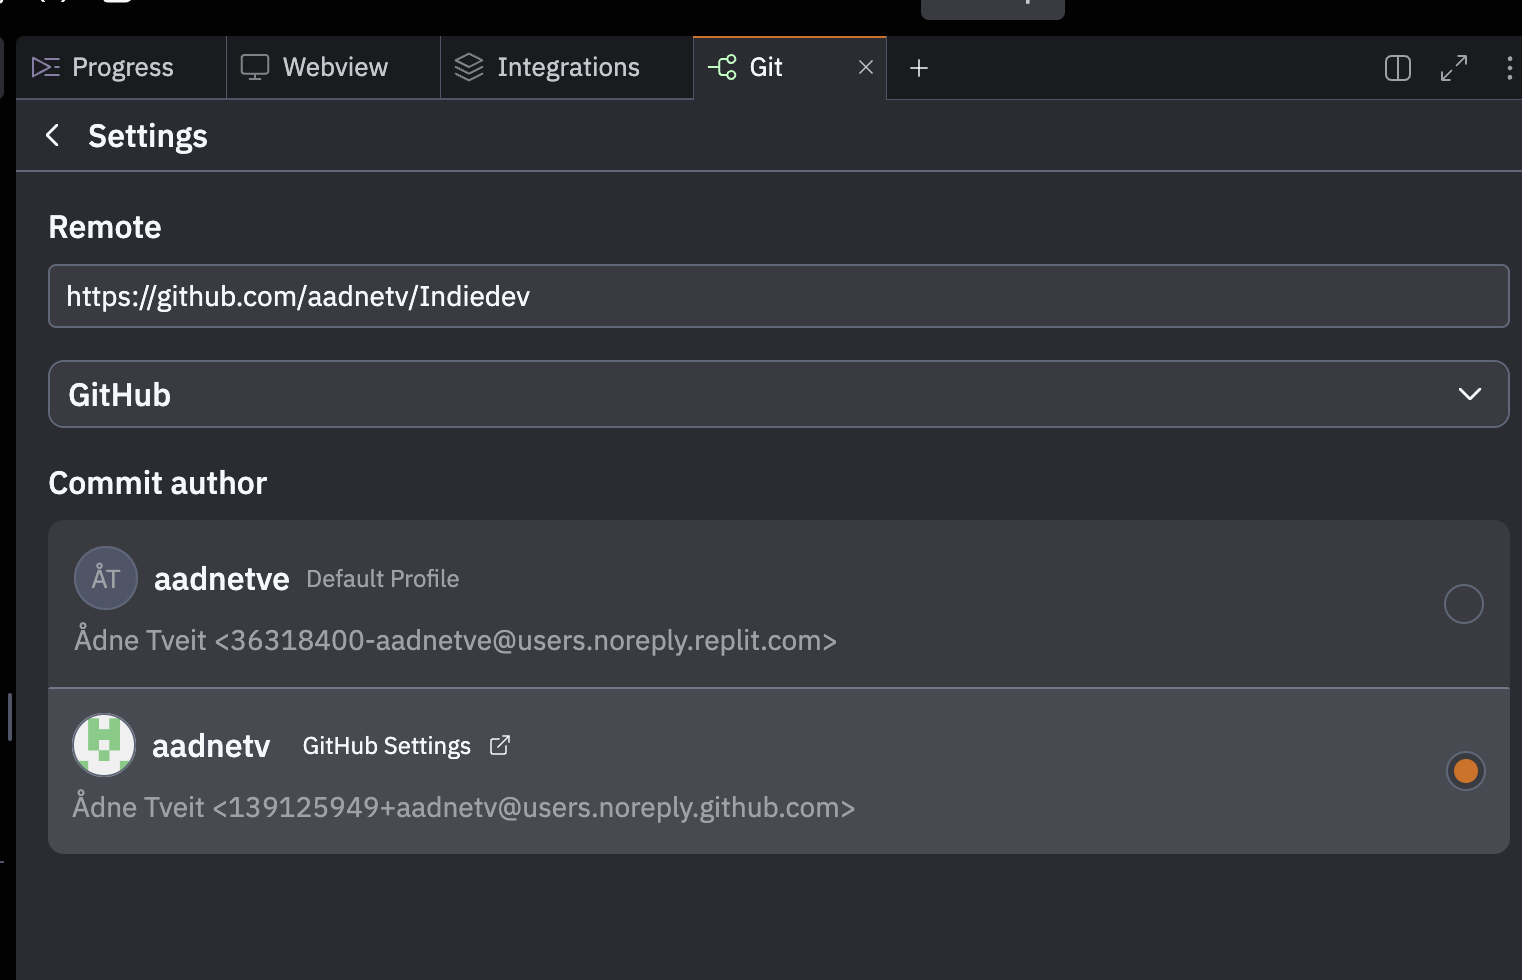 Progress
Webview
Integrations
Git
Settings
Remote
https://github.com/aadnetv/Indiedev
GitHub
Commit author
ÅT
aadnetve Default Profile
Ådne Tveit <36318400-aadnetve@users.noreply.replit.com>
aadnetv GitHub Settings
Ådne Tveit <139125949+aadnetv@users.noreply.github.com>